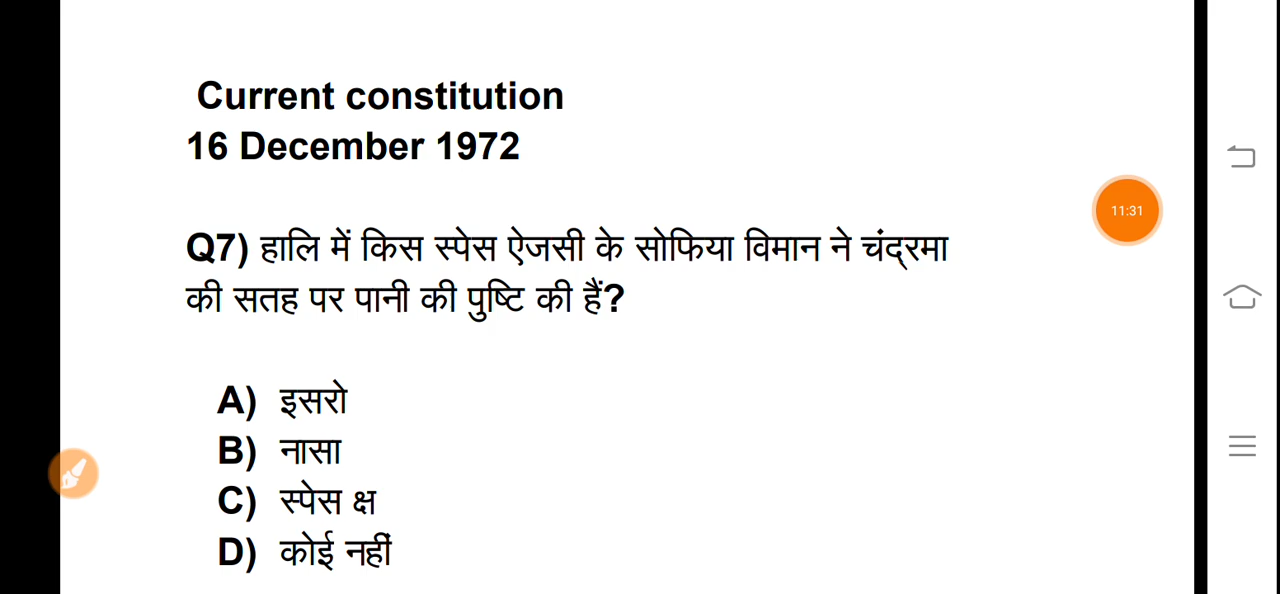 Current constitution
16 December 1972
Q7) हालि में किस स्पेस ऐजसी के सोफिया विमान ने चंद्रमा
की सतह पर पानी की पुष्टि की हैं?
A) इसरो
B) नासा
C) स्पेस क्ष
D) कोई नहीं
11:31